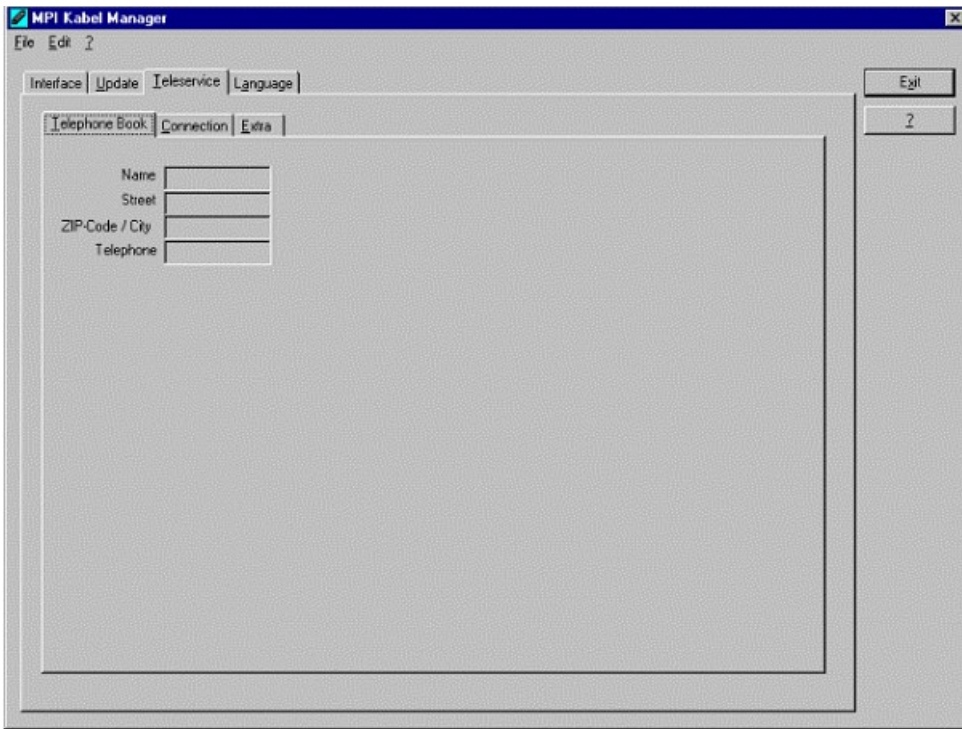 MPI Kabel Manager
File Edit ?
Interface Update Teleservice Language
Exit
Telephone Book Connection Extra
?
Name
Street
ZIP-Code / City
Telephone